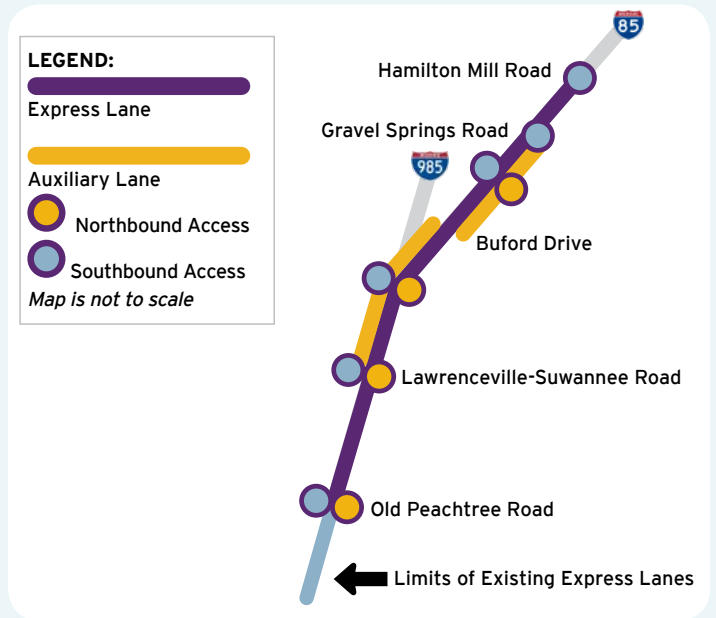 LEGEND:
Express Lane
Auxiliary Lane
Northbound Access
Southbound Access
Map is not to scale
85
Hamilton Mill Road
Gravel Springs Road
985
Buford Drive
Lawrenceville-Suwannee Road
Old Peachtree Road
Limits of Existing Express Lanes